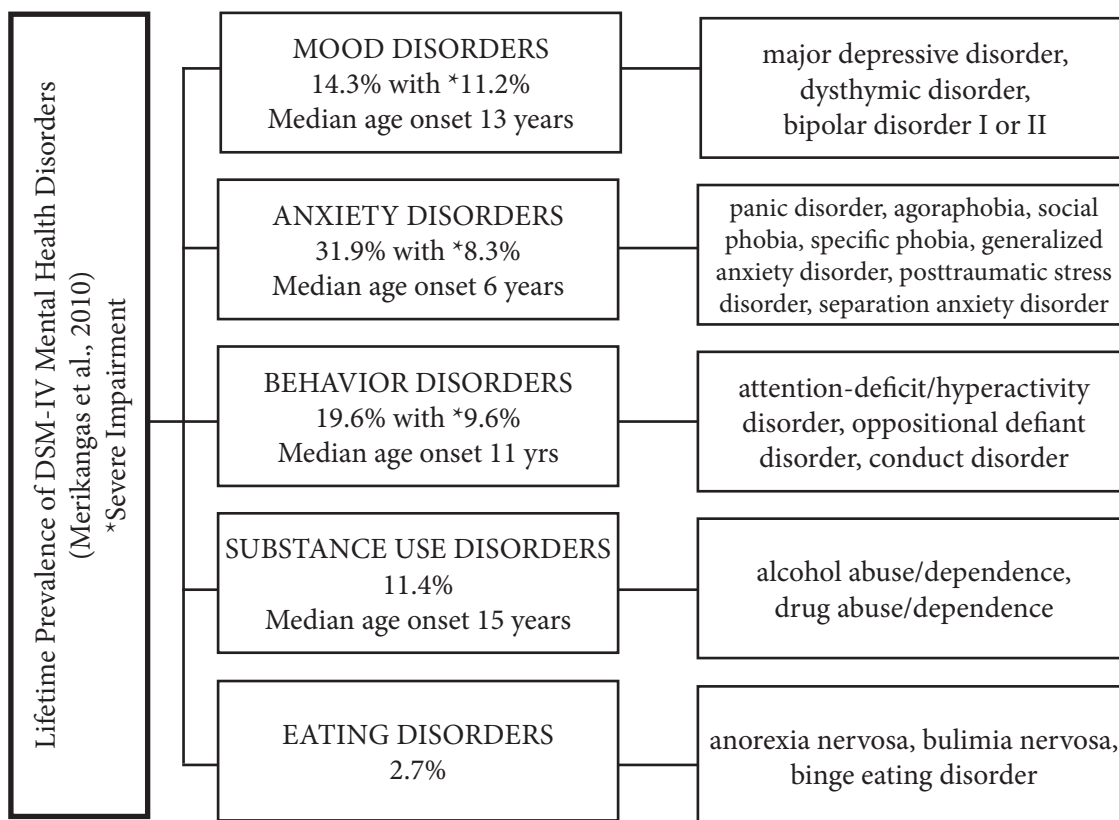 Lifetime Prevalence of DSM-IV Mental Health Disorders
(Merikangas et al., 2010)
*Severe Impairment
MOOD DISORDERS
14.3% with *11.2%
Median age onset 13 years
major depressive disorder,
dysthymic disorder,
bipolar disorder I or II
ANXIETY DISORDERS
31.9% with *8.3%
Median age onset 6 years
panic disorder, agoraphobia, social
phobia, specific phobia, generalized
anxiety disorder, posttraumatic stress
disorder, separation anxiety disorder
BEHAVIOR DISORDERS
19.6% with *9.6%
Median age onset 11 yrs
attention-deficit/hyperactivity
disorder, oppositional defiant
disorder, conduct disorder
SUBSTANCE USE DISORDERS
11.4%
Median age onset 15 years
alcohol abuse/dependence,
drug abuse/dependence
EATING DISORDERS
2.7%
anorexia nervosa, bulimia nervosa,
binge eating disorder